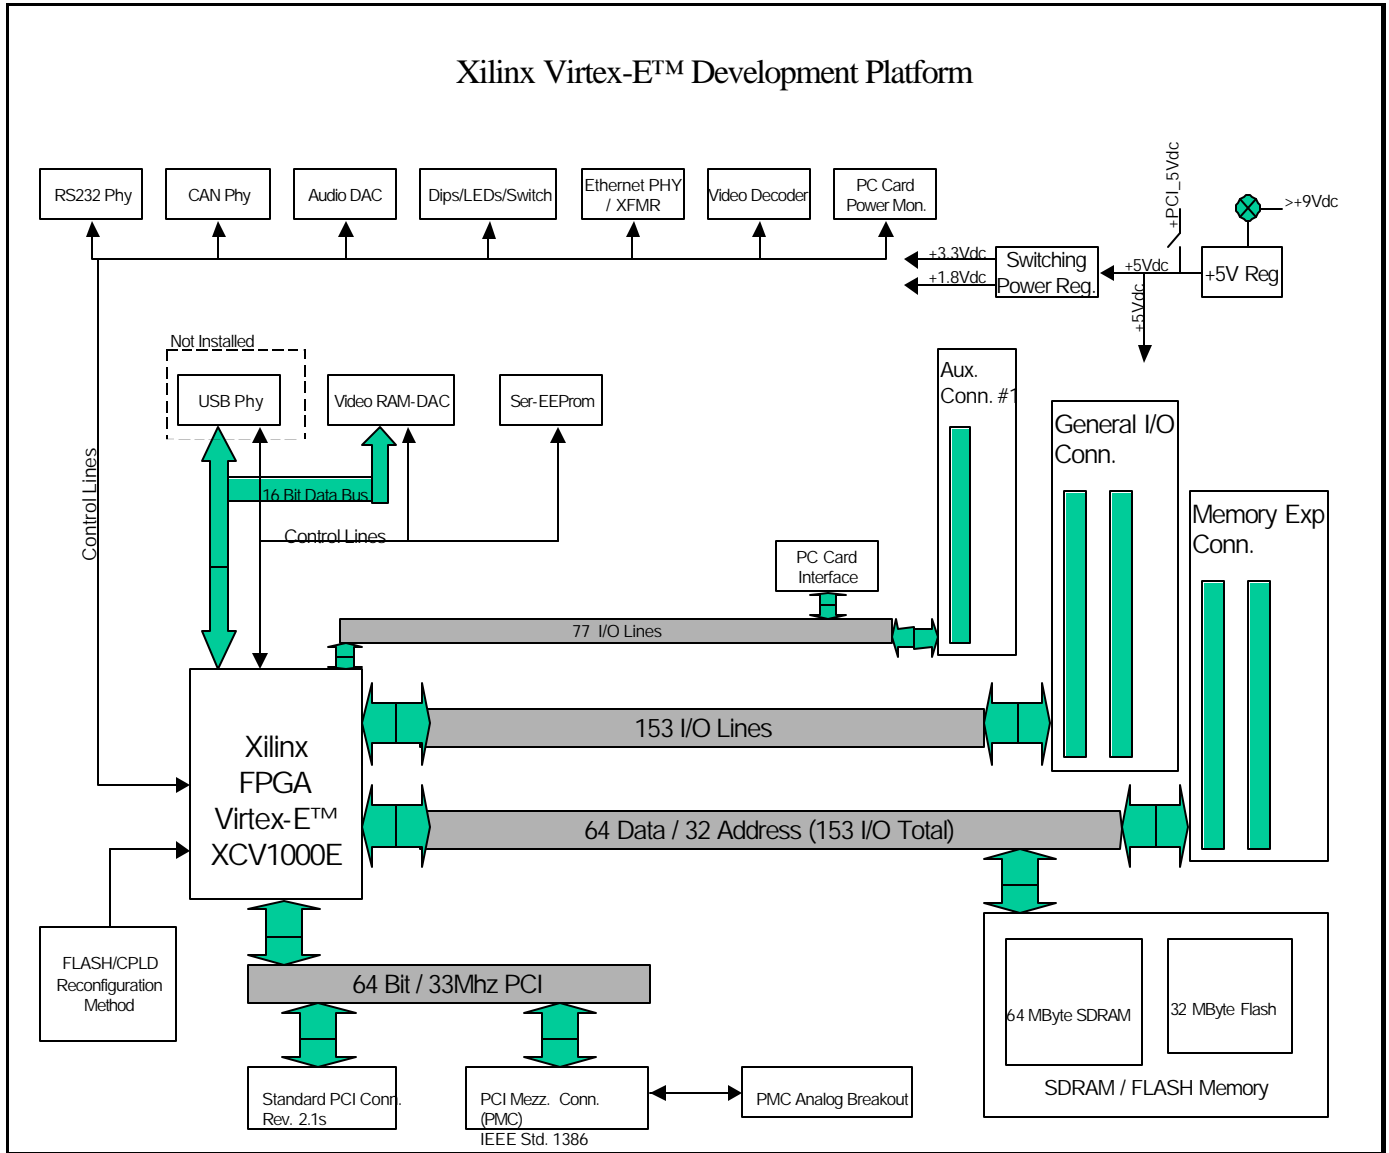 Xilinx Virtex-E™ Development Platform
RS232 Phy
CAN Phy
Audio DAC
Dips/LEDs/Switch
Ethernet PHY
/ XFMR
Video Decoder
PC Card
Power Mon.
+PCI_5Vdc
>+9Vdc
+3.3Vdc
+1.8Vdc
Switching
Power Reg.
+5Vdc
+5V Reg
+5Vdc
Not Installed
USB Phy
Video RAM-DAC
Ser-EEProm
Aux.
Conn. #1
General I/O
Conn.
Memory Exp
Conn.
Control Lines
16 Bit Data Bus
Control Lines
PC Card
Interface
77 I/O Lines
153 I/O Lines
Xilinx
FPGA
Virtex-E™
XCV1000E
64 Data / 32 Address (153 I/O Total)
FLASH/CPLD
Reconfiguration
Method
64 Bit / 33Mhz PCI
64 MByte SDRAM
32 MByte Flash
SDRAM / FLASH Memory
Standard PCI Conn.
Rev. 2.1s
PCI Mezz. Conn.
(PMC)
IEEE Std. 1386
PMC Analog Breakout